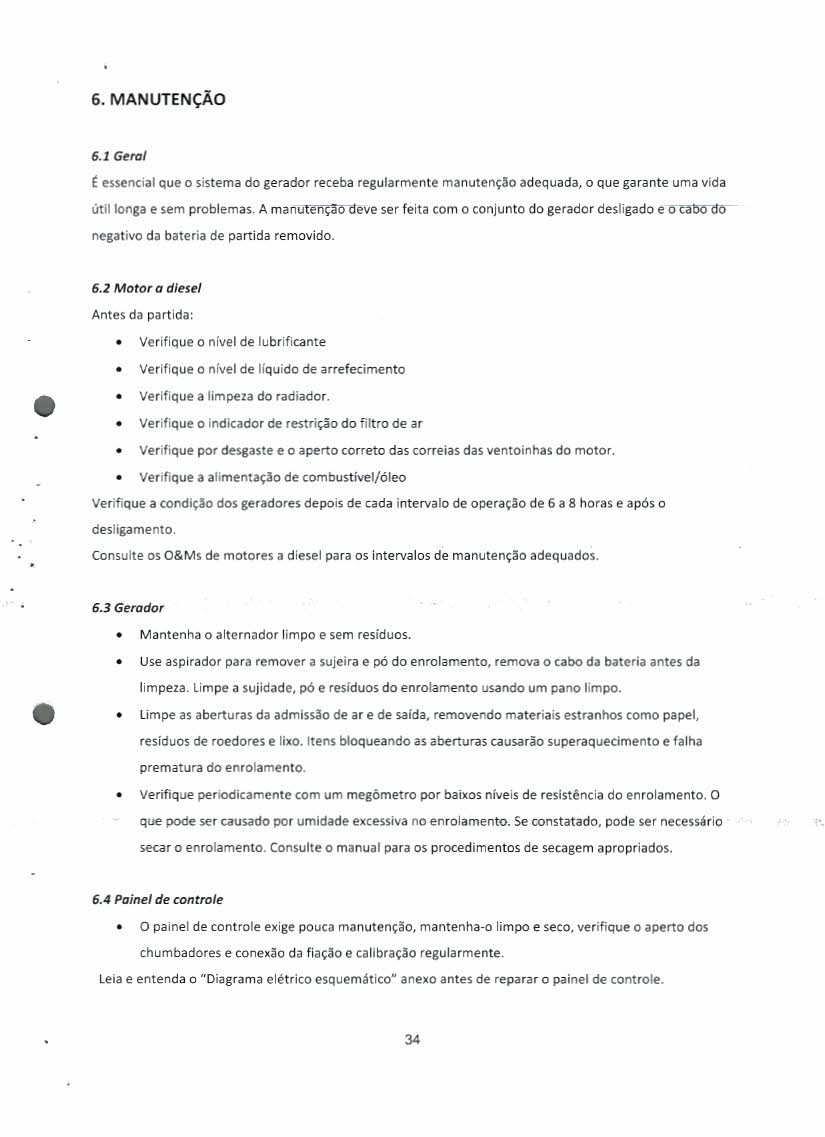 6. MANUTENÇÃO
6.1 Geral
É essencial que o sistema do gerador receba regularmente manutenção adequada, o que garante uma vida
útil longa e sem problemas. A manutenção deve ser feita com o conjunto do gerador desligado e o cabo do
negativo da bateria de partida removido.
6.2 Motor a diesel
Antes da partida:
• Verifique o nível de lubrificante
• Verifique o nível de líquido de arrefecimento
• Verifique a limpeza do radiador.
• Verifique o indicador de restrição do filtro de ar
• Verifique por desgaste e o aperto correto das correias das ventoinhas do motor.
• Verifique a alimentação de combustível/óleo
Verifique a condição dos geradores depois de cada intervalo de operação de 6 a 8 horas e após o
desligamento.
Consulte os O&Ms de motores a diesel para os intervalos de manutenção adequados.
6.3 Gerador
• Mantenha o alternador limpo e sem resíduos.
• Use aspirador para remover a sujeira e pó do enrolamento, remova o cabo da bateria antes da
limpeza. Limpe a sujidade, pó e resíduos do enrolamento usando um pano limpo.
• Limpe as aberturas da admissão de ar e de saída, removendo materiais estranhos como papel,
resíduos de roedores e lixo. Itens bloqueando as aberturas causarão superaquecimento e falha
prematura do enrolamento.
• Verifique periodicamente com um megômetro por baixos níveis de resistência do enrolamento. O
que pode ser causado por umidade excessiva no enrolamento. Se constatado, pode ser necessário
secar o enrolamento. Consulte o manual para os procedimentos de secagem apropriados.
6.4 Painel de controle
• O painel de controle exige pouca manutenção, mantenha-o limpo e seco, verifique o aperto dos
chumbadores e conexão da fiação e calibração regularmente.
Leia e entenda o "Diagrama elétrico esquemático" anexo antes de reparar o painel de controle.
34